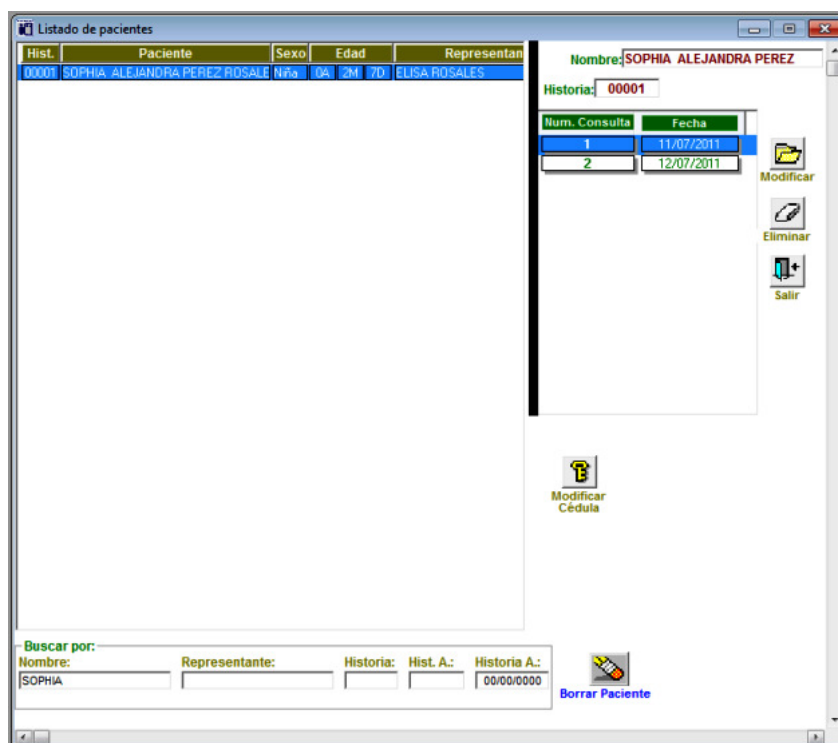 Listado de pacientes
Hist. Paciente Sexo Edad Representan
00001 SOPHIA ALEJANDRA PEREZ ROSALE Niña 0A 2M 7D ELISA ROSALES
Nombre: SOPHIA ALEJANDRA PEREZ
Historia: 00001
Num. Consulta Fecha
1 11/07/2011
2 12/07/2011
Modificar
Eliminar
Salir
Modificar
Cédula
Buscar por:
Nombre: Representante: Historia: Hist. A.: Historia A.:
SOPHIA 00/00/0000
Borrar Paciente